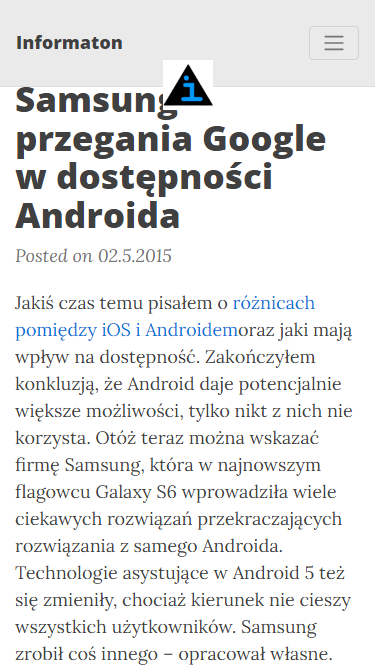 Informaton
Samsung
przegania Google
w dostępności
Androida
Posted on 02.5.2015
Jakiś czas temu pisałem o różnicach
pomiędzy iOS i Androidemoraz jaki mają
wpływ na dostępność. Zakończyłem
konkluzją, że Android daje potencjalnie
większe możliwości, tylko nikt z nich nie
korzysta. Otóż teraz można wskazać
firmę Samsung, która w najnowszym
flagowcu Galaxy S6 wprowadziła wiele
ciekawych rozwiązań przekraczających
rozwiązania z samego Androida.
Technologie asystujące w Android 5 też
się zmieniły, chociaż kierunek nie cieszy
wszystkich użytkowników. Samsung
zrobił coś innego – opracował własne.